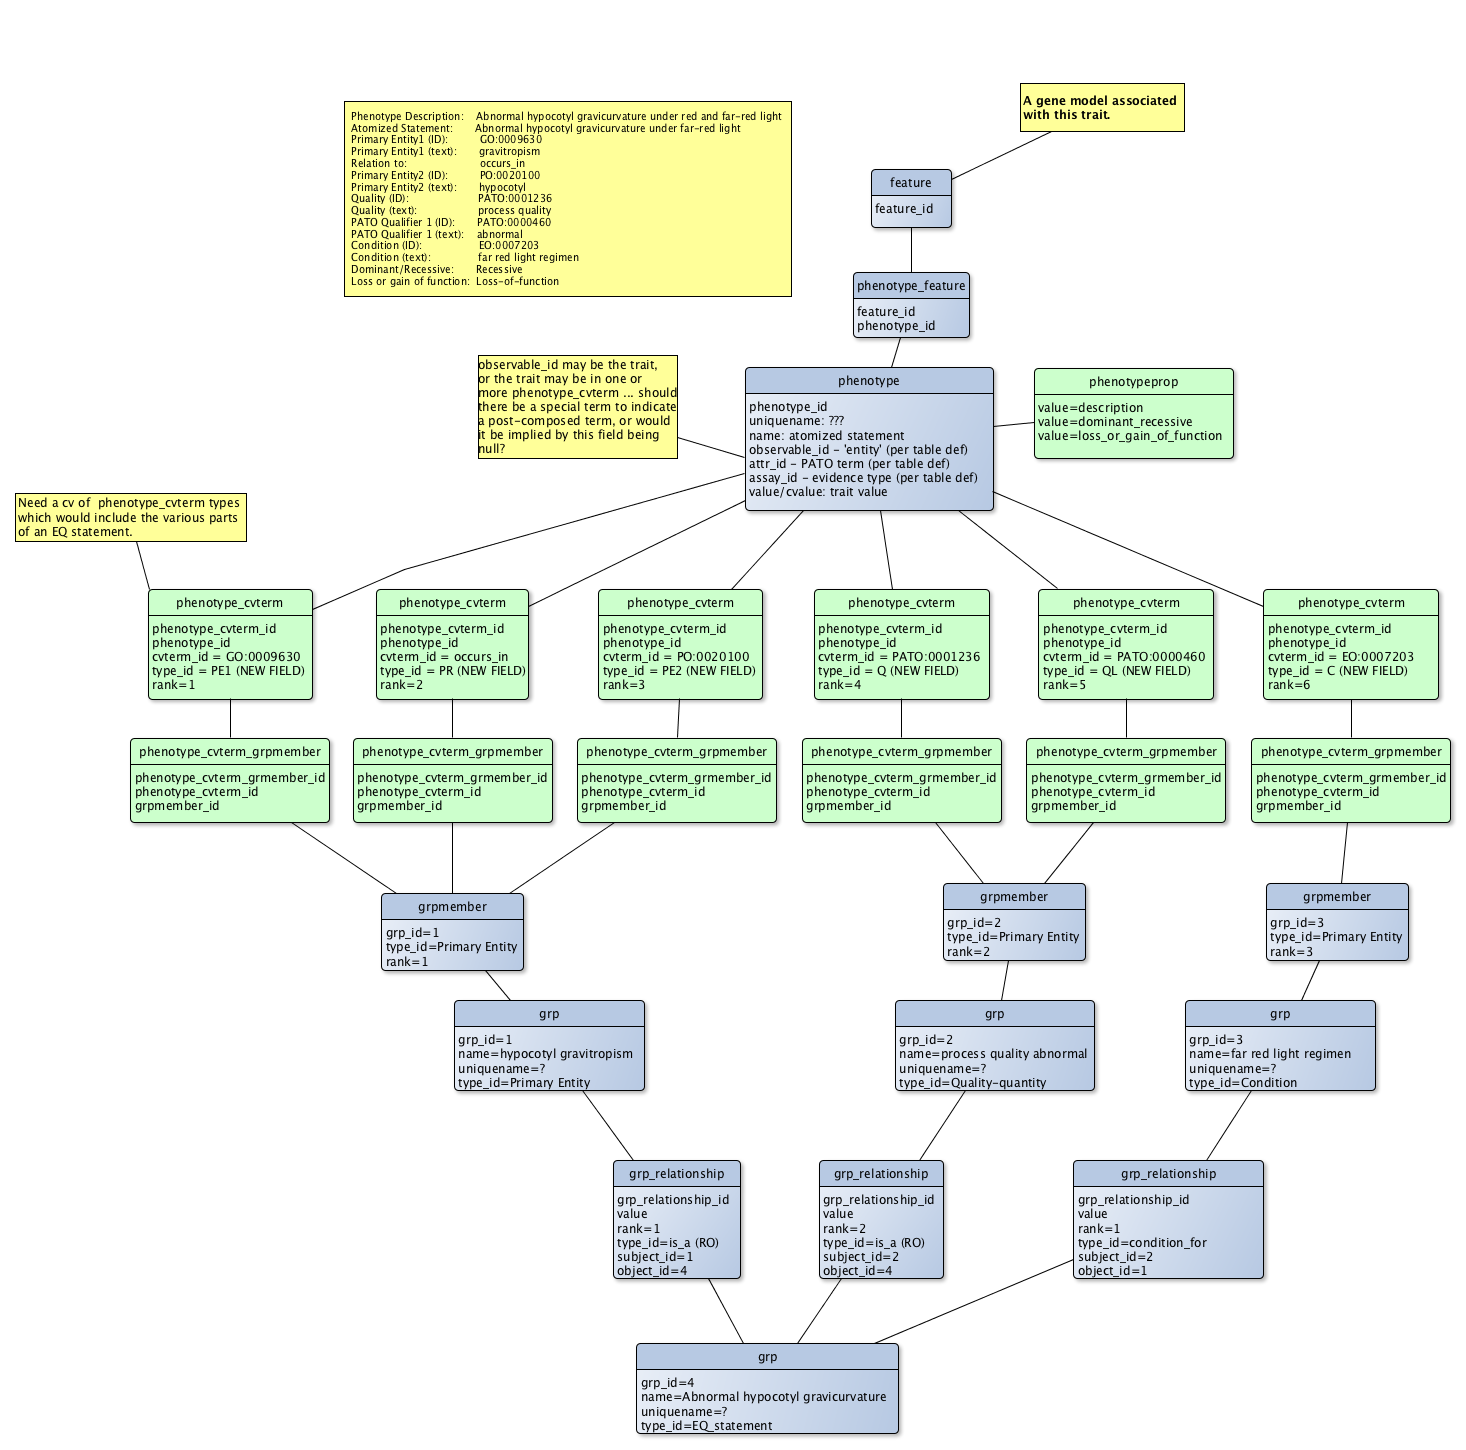 A gene model associated
with this trait.
Phenotype Description: Abnormal hypocotyl gravicurvature under red and far-red light
Atomized Statement: Abnormal hypocotyl gravicurvature under far-red light
Primary Entity1 (ID): GO:0009630
Primary Entity1 (text): gravitropism
Relation to: occurs_in
Primary Entity2 (ID): PO:0020100
Primary Entity2 (text): hypocotyl
Quality (ID): PATO:0001236
Quality (text): process quality
PATO Qualifier 1 (ID): PATO:0000460
PATO Qualifier 1 (text): abnormal
Condition (ID): EO:0007203
Condition (text): far red light regimen
Dominant/Recessive: Recessive
Loss or gain of function: Loss-of-function
feature
feature_id
phenotype_feature
feature_id
phenotype_id
observable_id may be the trait,
or the trait may be in one or
more phenotype_cvterm ... should
there be a special term to indicate
a post-composed term, or would
it be implied by this field being
null?
phenotype
phenotype_id
uniquename: ???
name: atomized statement
observable_id - 'entity' (per table def)
attr_id - PATO term (per table def)
assay_id - evidence type (per table def)
value/cvalue: trait value
phenotypeprop
value=description
value=dominant_recessive
value=loss_or_gain_of_function
Need a cv of phenotype_cvterm types
which would include the various parts
of an EQ statement.
phenotype_cvterm
phenotype_cvterm_id
phenotype_id
cvterm_id = GO:0009630
type_id = PE1 (NEW FIELD)
rank=1
phenotype_cvterm
phenotype_cvterm_id
phenotype_id
cvterm_id = occurs_in
type_id = PR (NEW FIELD)
rank=2
phenotype_cvterm
phenotype_cvterm_id
phenotype_id
cvterm_id = PO:0020100
type_id = PE2 (NEW FIELD)
rank=3
phenotype_cvterm
phenotype_cvterm_id
phenotype_id
cvterm_id = PATO:0001236
type_id = Q (NEW FIELD)
rank=4
phenotype_cvterm
phenotype_cvterm_id
phenotype_id
cvterm_id = PATO:0000460
type_id = QL (NEW FIELD)
rank=5
phenotype_cvterm
phenotype_cvterm_id
phenotype_id
cvterm_id = EO:0007203
type_id = C (NEW FIELD)
rank=6
phenotype_cvterm_grpmember
phenotype_cvterm_grmember_id
phenotype_cvterm_id
grpmember_id
phenotype_cvterm_grpmember
phenotype_cvterm_grmember_id
phenotype_cvterm_id
grpmember_id
phenotype_cvterm_grpmember
phenotype_cvterm_grmember_id
phenotype_cvterm_id
grpmember_id
phenotype_cvterm_grpmember
phenotype_cvterm_grmember_id
phenotype_cvterm_id
grpmember_id
phenotype_cvterm_grpmember
phenotype_cvterm_grmember_id
phenotype_cvterm_id
grpmember_id
phenotype_cvterm_grpmember
phenotype_cvterm_grmember_id
phenotype_cvterm_id
grpmember_id
grpmember
grp_id=1
type_id=Primary Entity
rank=1
grpmember
grp_id=2
type_id=Primary Entity
rank=2
grpmember
grp_id=3
type_id=Primary Entity
rank=3
grp
grp_id=1
name=hypocotyl gravitropism
uniquename=?
type_id=Primary Entity
grp
grp_id=2
name=process quality abnormal
uniquename=?
type_id=Quality-quantity
grp
grp_id=3
name=far red light regimen
uniquename=?
type_id=Condition
grp_relationship
grp_relationship_id
value
rank=1
type_id=is_a (RO)
subject_id=1
object_id=4
grp_relationship
grp_relationship_id
value
rank=2
type_id=is_a (RO)
subject_id=2
object_id=4
grp_relationship
grp_relationship_id
value
rank=1
type_id=condition_for
subject_id=2
object_id=1
grp
grp_id=4
name=Abnormal hypocotyl gravicurvature
uniquename=?
type_id=EQ_statement